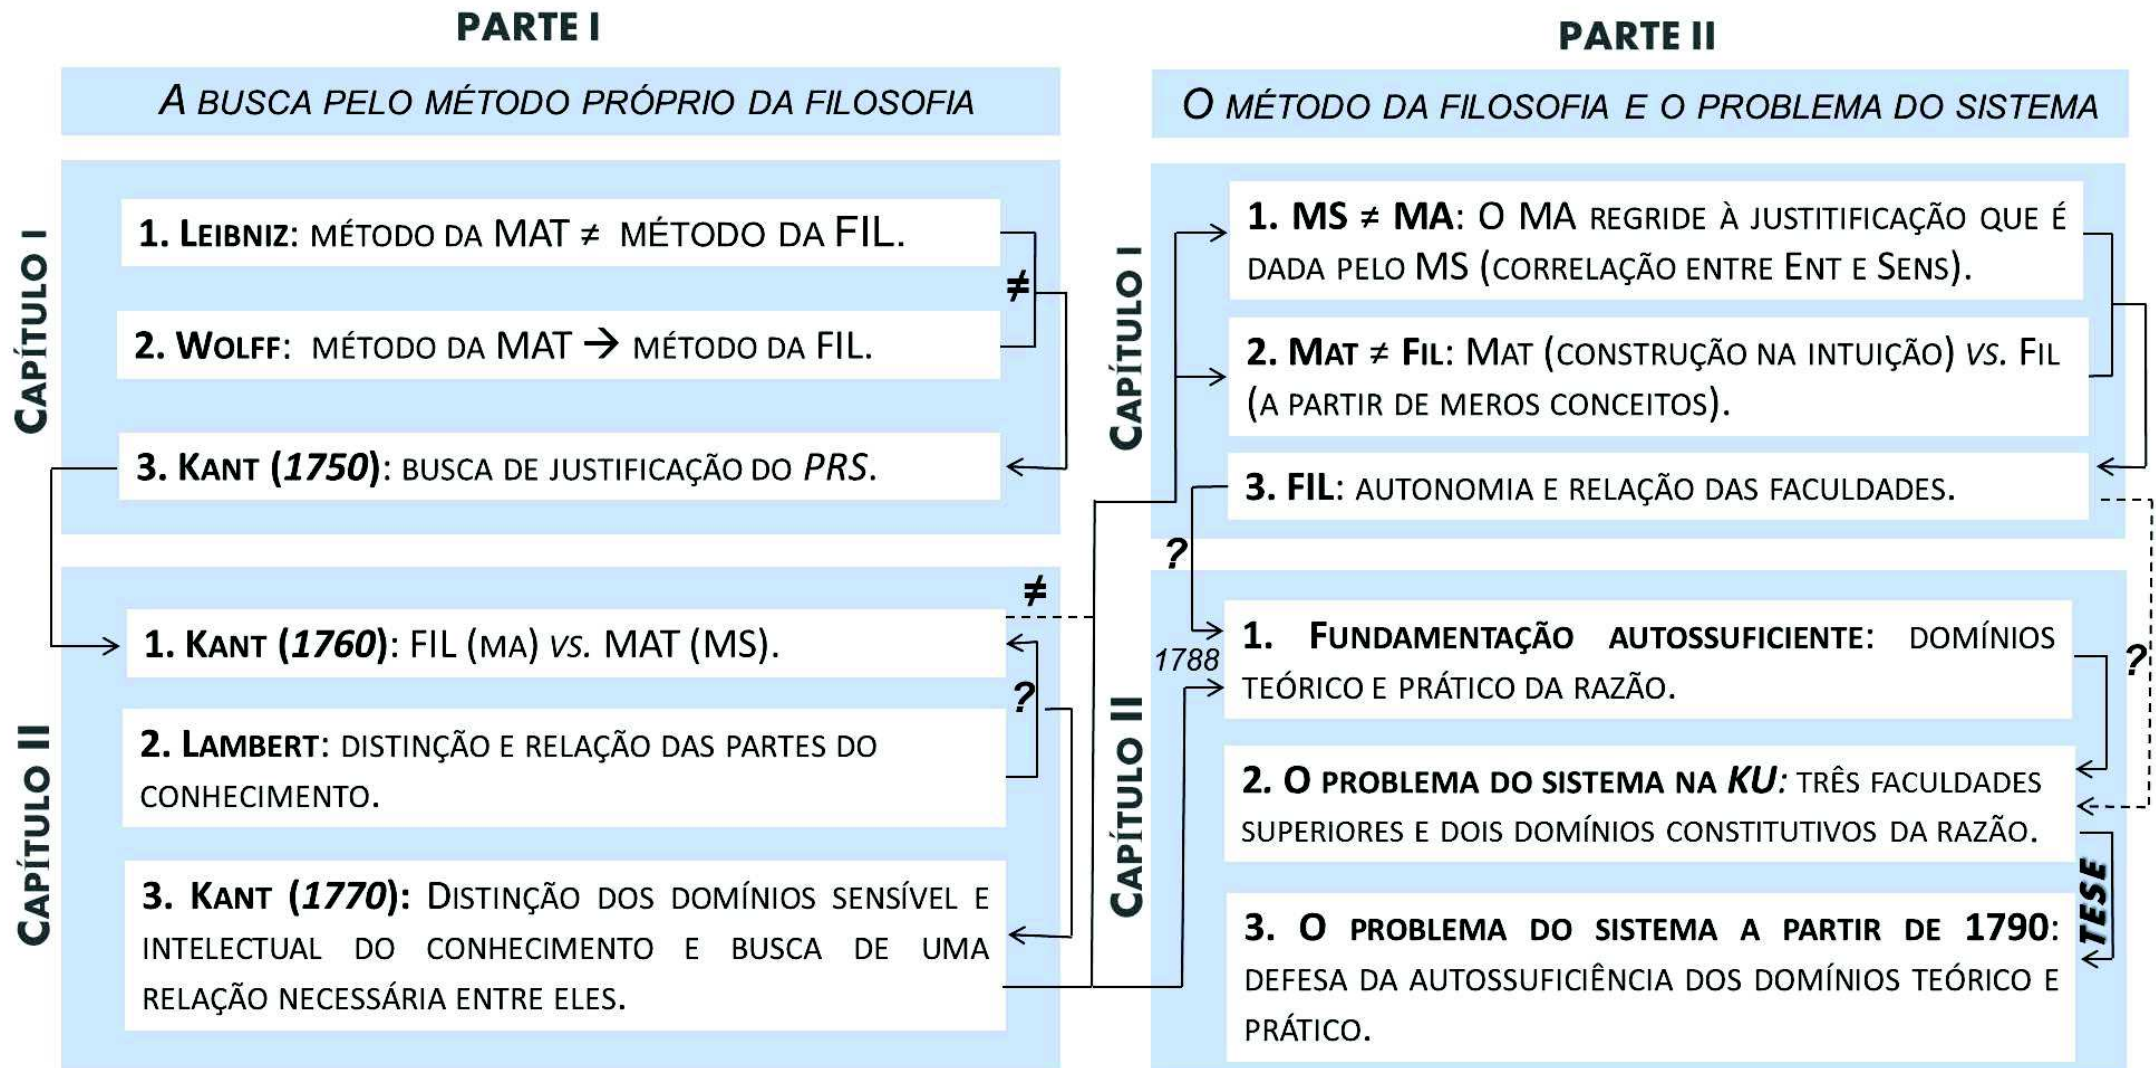 PARTE I
A BUSCA PELO MÉTODO PRÓPRIO DA FILOSOFIA
CAPÍTULO I
1. LEIBNIZ: MÉTODO DA MAT ≠ MÉTODO DA FIL.
≠
2. WOLFF: MÉTODO DA MAT → MÉTODO DA FIL.
3. KANT (1750): BUSCA DE JUSTIFICAÇÃO DO PRS.
CAPÍTULO II
≠
1. KANT (1760): FIL (MA) VS. MAT (MS).
?
2. LAMBERT: DISTINÇÃO E RELAÇÃO DAS PARTES DO
CONHECIMENTO.
3. KANT (1770): DISTINÇÃO DOS DOMÍNIOS SENSÍVEL E
INTELECTUAL DO CONHECIMENTO E BUSCA DE UMA
RELAÇÃO NECESSÁRIA ENTRE ELES.
PARTE II
O MÉTODO DA FILOSOFIA E O PROBLEMA DO SISTEMA
CAPÍTULO I
1. MS ≠ MA: O MA REGRIDE À JUSTITIFICAÇÃO QUE É
DADA PELO MS (CORRELAÇÃO ENTRE ENT E SENS).
2. MAT ≠ FIL: MAT (CONSTRUÇÃO NA INTUIÇÃO) VS. FIL
(A PARTIR DE MEROS CONCEITOS).
3. FIL: AUTONOMIA E RELAÇÃO DAS FACULDADES.
?
CAPÍTULO II
1. FUNDAMENTAÇÃO AUTOSSUFICIENTE: DOMÍNIOS
TEÓRICO E PRÁTICO DA RAZÃO.
1788
?
2. O PROBLEMA DO SISTEMA NA KU: TRÊS FACULDADES
SUPERIORES E DOIS DOMÍNIOS CONSTITUTIVOS DA RAZÃO.
TESE
3. O PROBLEMA DO SISTEMA A PARTIR DE 1790:
DEFESA DA AUTOSSUFICIÊNCIA DOS DOMÍNIOS TEÓRICO E
PRÁTICO.